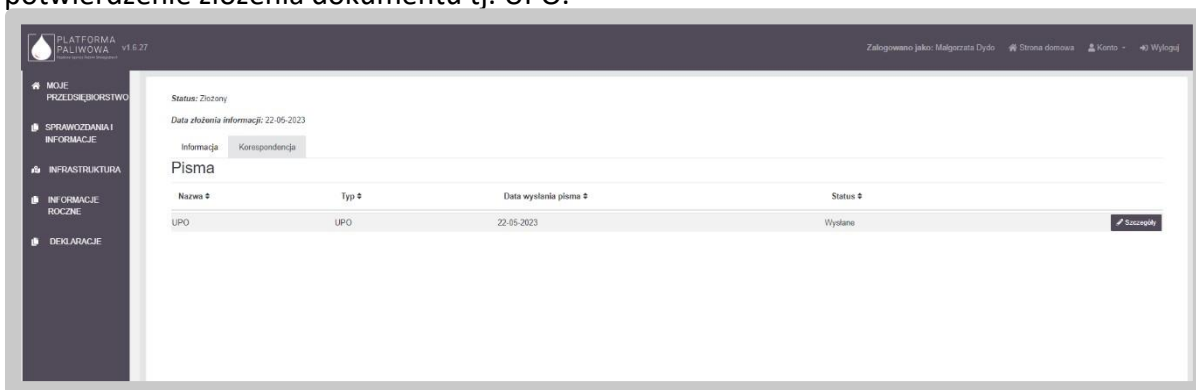 potwierdzenie złożenia dokumentu tj. UPO.
PLATFORMA
PALIWOWA v1.6.27
Zalogowano jako: Małgorzata Dydo Strona domowa Konto Wyloguj
MOJE
PRZEDSIĘBIORSTWO
SPRAWOZDANIA I
INFORMACJE
INFRASTRUKTURA
INFORMACJE
ROCZNE
DEKLARACJE
Status: Złożony
Data złożenia informacji: 22-05-2023
Informacja Korespondencja
Pisma
Nazwa Typ Data wysłania pisma Status
UPO UPO 22-05-2023 Wysłane Szczegóły